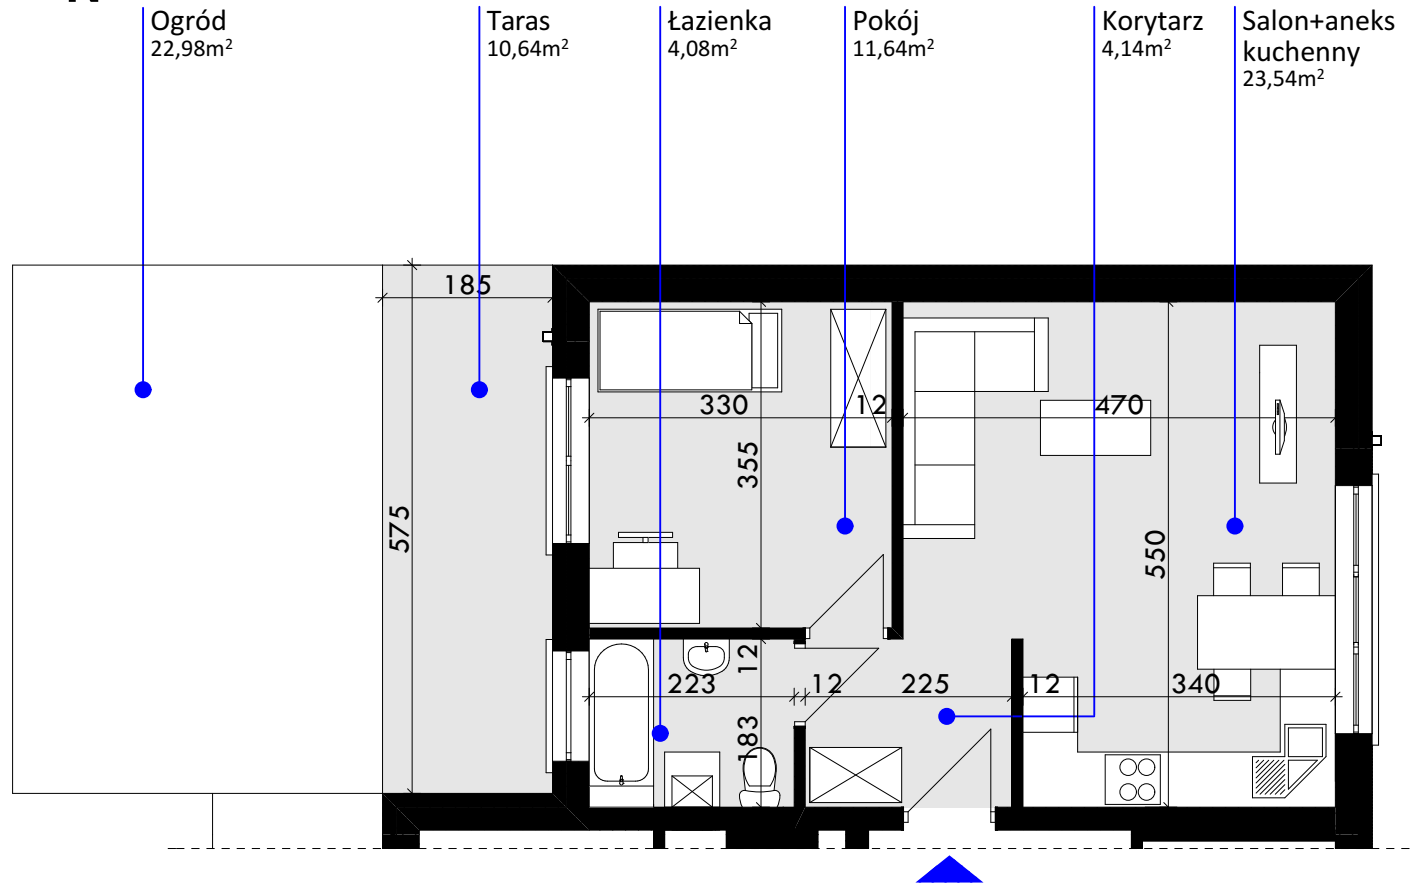 Ogród
22,98m²
Taras
10,64m²
Łazienka
4,08m²
Pokój
11,64m²
Korytarz
4,14m²
Salon+aneks
kuchenny
23,54m²
185
330
12
470
355
575
550
12
223
12
225
12
340
183